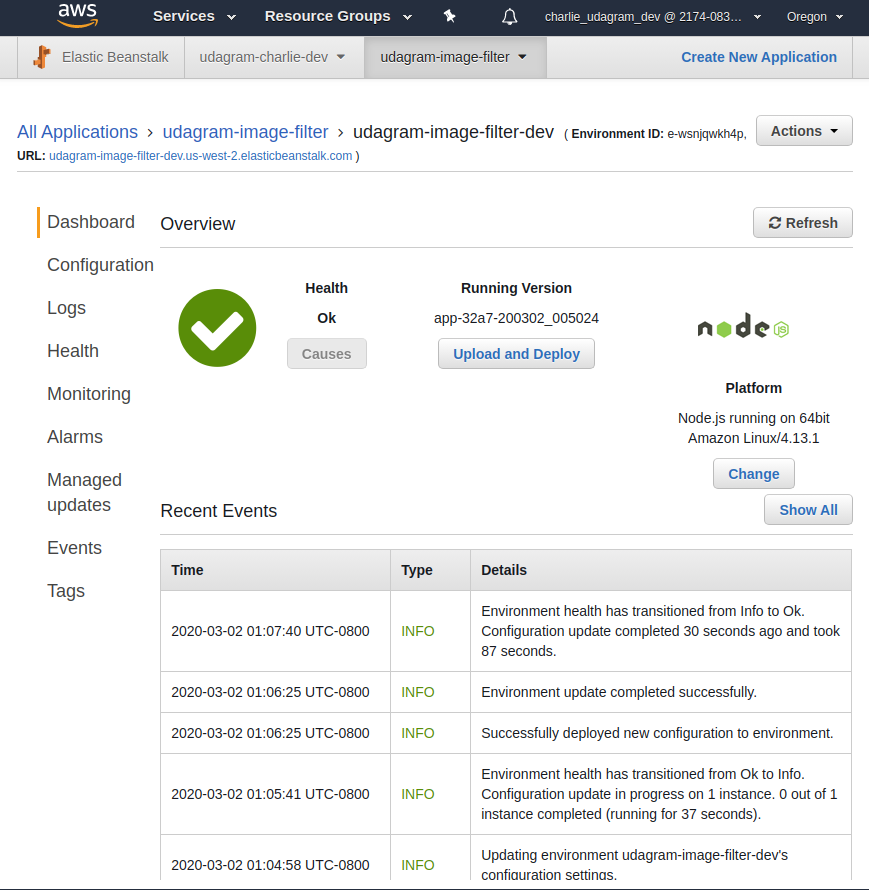 aws Services Resource Groups charlie_udagram_dev @ 2174-083... Oregon
Elastic Beanstalk udagram-charlie-dev udagram-image-filter Create New Application
All Applications › udagram-image-filter › udagram-image-filter-dev ( Environment ID: e-wsnjqwkh4p,
URL: udagram-image-filter-dev.us-west-2.elasticbeanstalk.com )
Actions
Dashboard
Configuration
Logs
Health
Monitoring
Alarms
Managed
updates
Events
Tags
Overview
Refresh
Health
Ok
Causes
Running Version
app-32a7-200302_005024
Upload and Deploy
node JS
Platform
Node.js running on 64bit
Amazon Linux/4.13.1
Change
Recent Events
Show All
Time Type Details
2020-03-02 01:07:40 UTC-0800 INFO Environment health has transitioned from Info to Ok.
Configuration update completed 30 seconds ago and took
87 seconds.
2020-03-02 01:06:25 UTC-0800 INFO Environment update completed successfully.
2020-03-02 01:06:25 UTC-0800 INFO Successfully deployed new configuration to environment.
2020-03-02 01:05:41 UTC-0800 INFO Environment health has transitioned from Ok to Info.
Configuration update in progress on 1 instance. 0 out of 1
instance completed (running for 37 seconds).
2020-03-02 01:04:58 UTC-0800 INFO Updating environment udagram-image-filter-dev's
configuration settings.